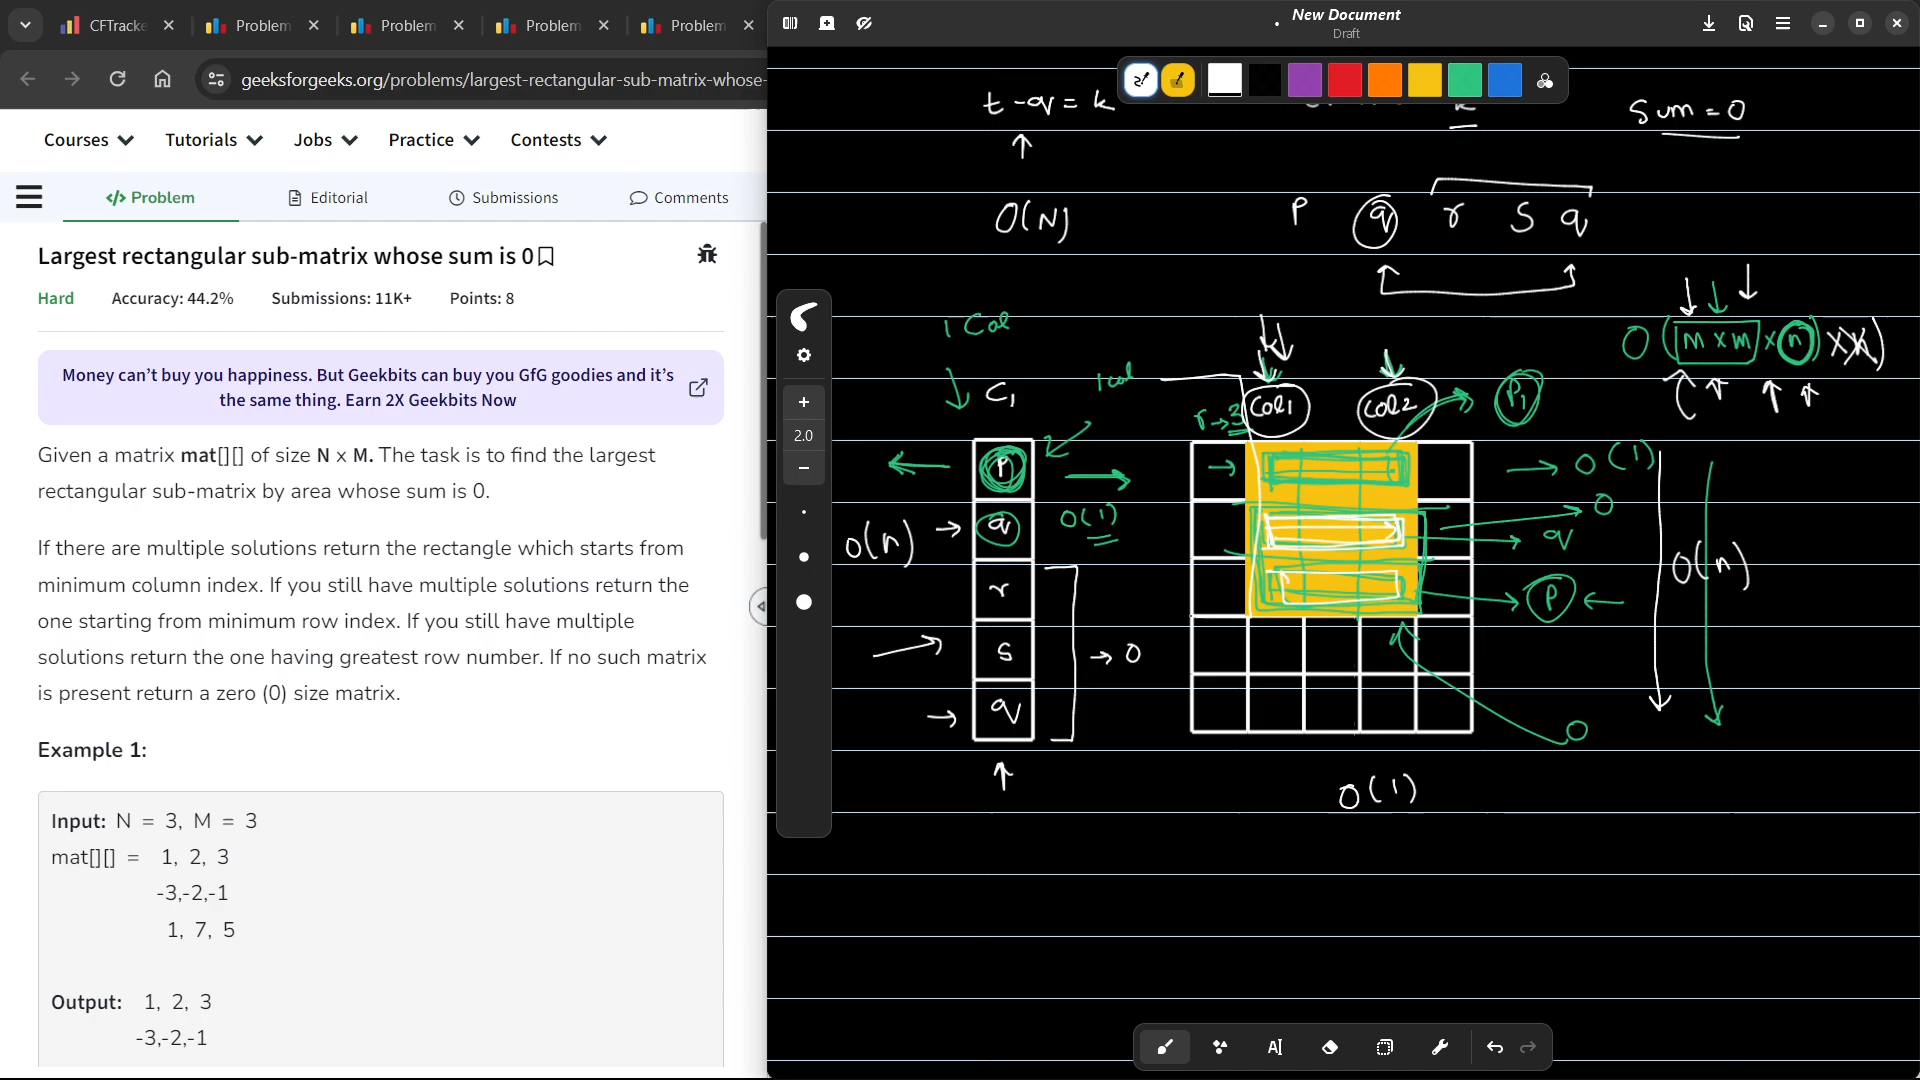 CFTracke
Problem
Problem
Problem
Problem
geeksforgeeks.org/problems/largest-rectangular-sub-matrix-whose-
Courses
Tutorials
Jobs
Practice
Contests
</> Problem
Editorial
Submissions
Comments
Largest rectangular sub-matrix whose sum is 0
Hard
Accuracy: 44.2%
Submissions: 11K+
Points: 8
Money can't buy you happiness. But Geekbits can buy you GfG goodies and it's
the same thing. Earn 2X Geekbits Now
Given a matrix mat[][] of size N x M. The task is to find the largest
rectangular sub-matrix by area whose sum is 0.
If there are multiple solutions return the rectangle which starts from
minimum column index. If you still have multiple solutions return the
one starting from minimum row index. If you still have multiple
solutions return the one having greatest row number. If no such matrix
is present return a zero (0) size matrix.
Example 1:
Input: N = 3, M = 3
mat[][] = 1, 2, 3
-3,-2,-1
1, 7, 5
Output: 1, 2, 3
-3,-2,-1
New Document
Draft
2.0
t - q = k
k
Sum = 0
O(N)
p q r s q
1 Col
C1
1 col
r → 3
Col1
Col2
P1
O(m x m x n)
p
q
r
s
q
O(n)
O(1)
→ 0
O(1)
0
q
P
O(n)
0
O(1)